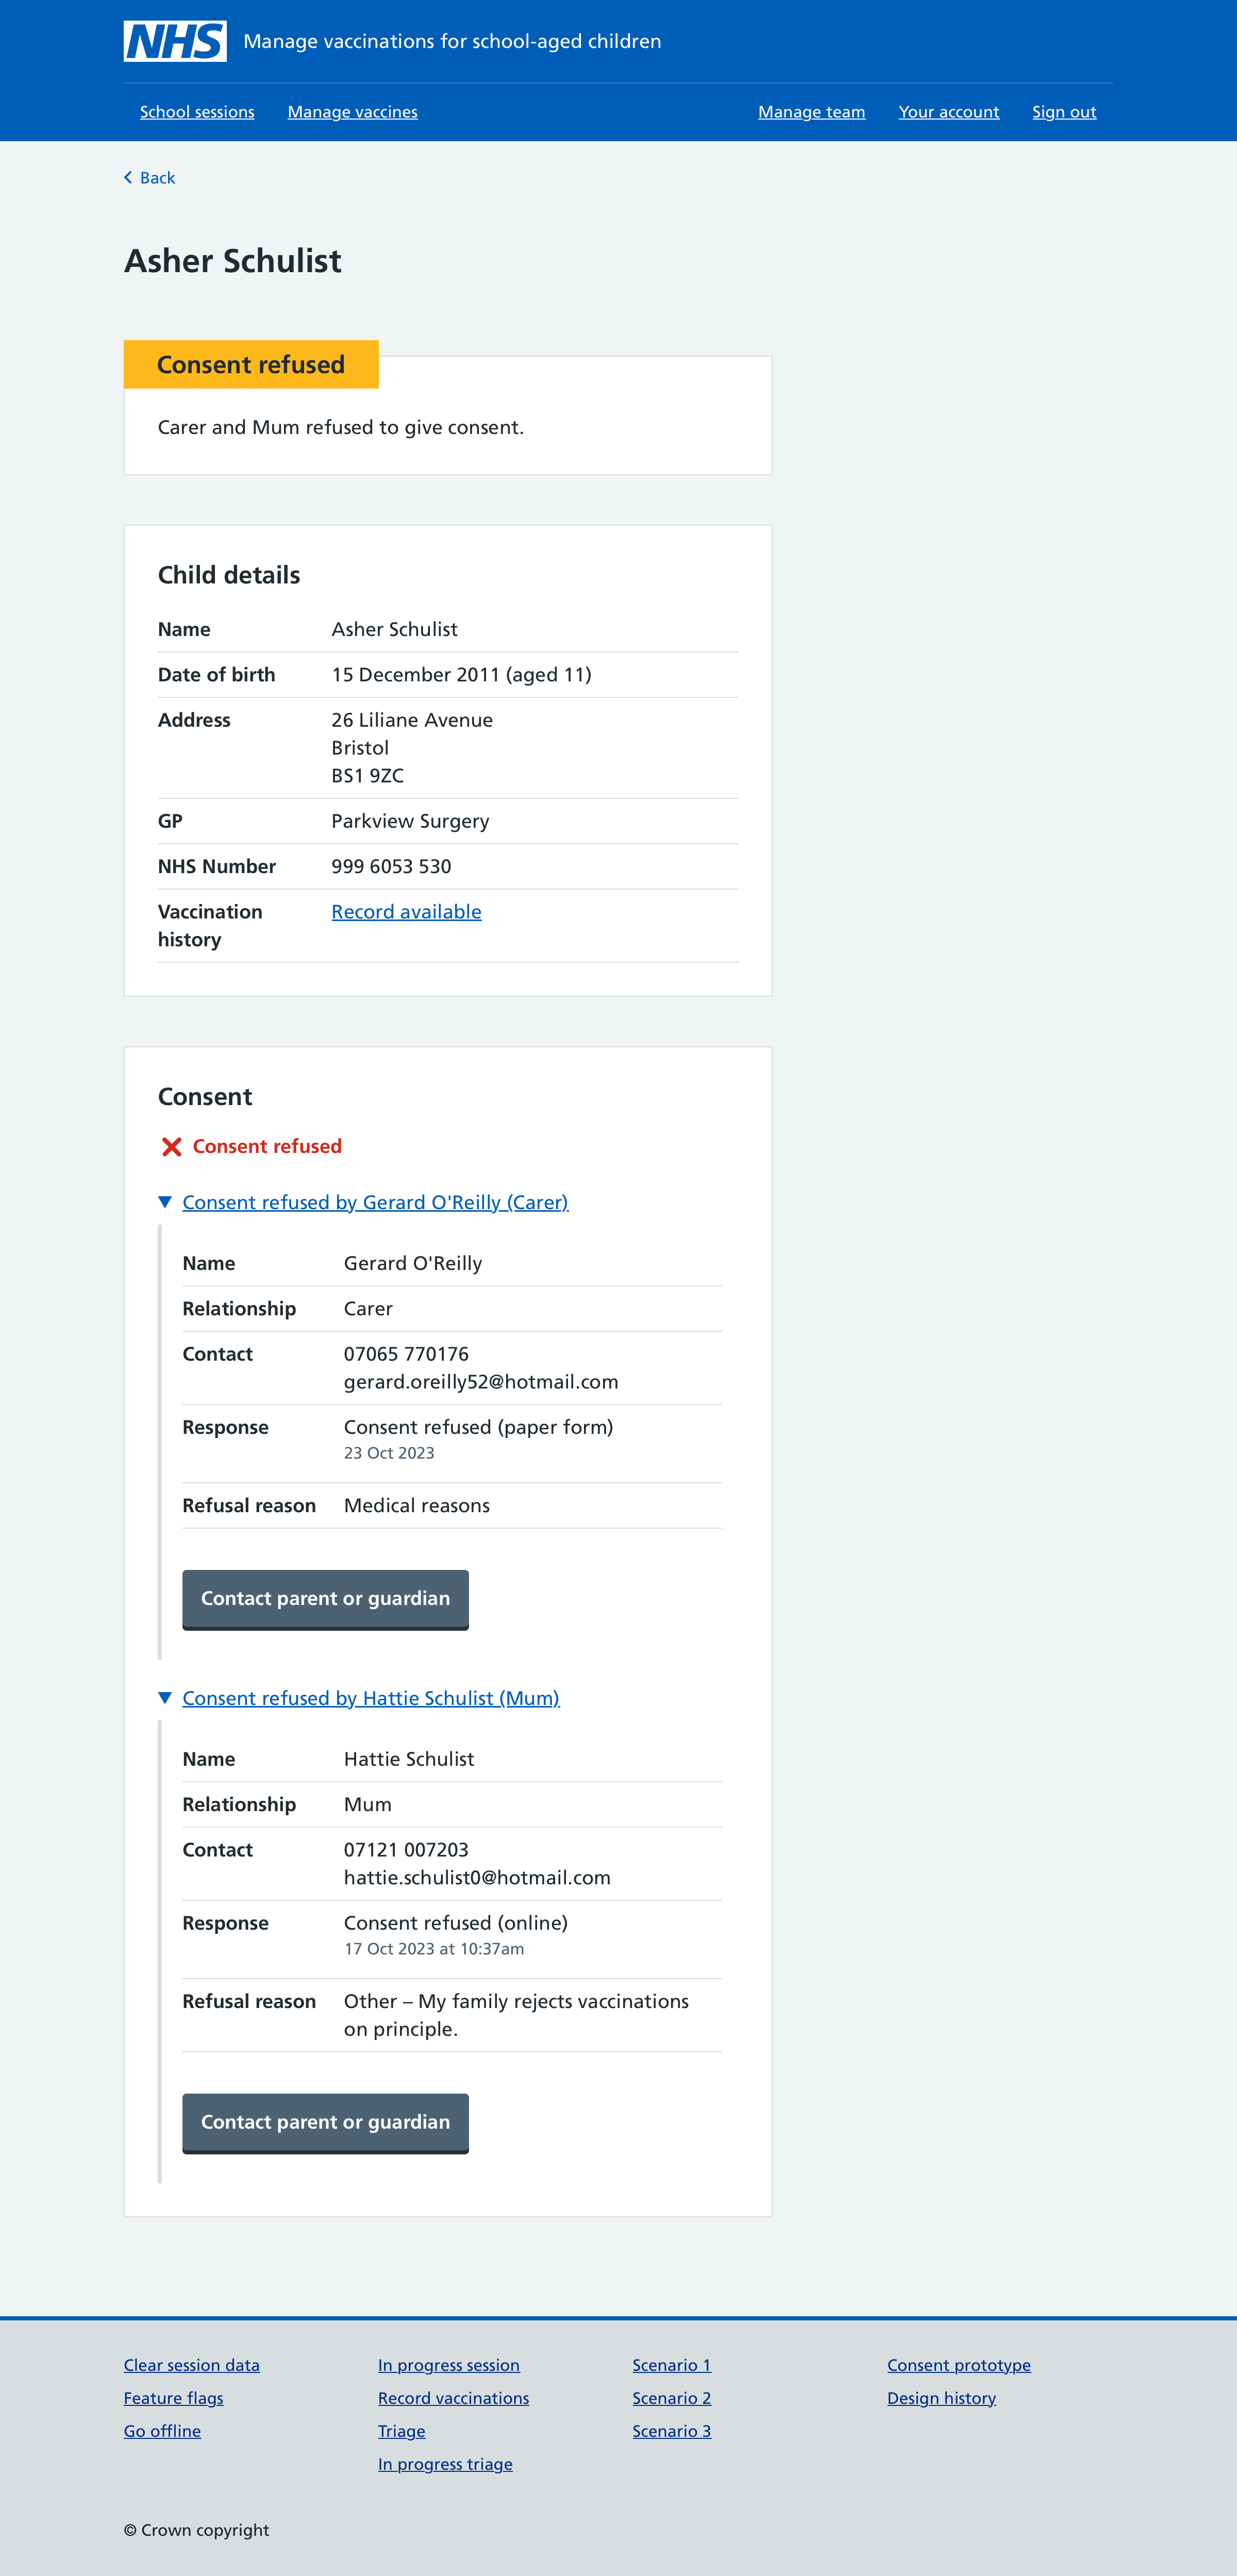 NHS Manage vaccinations for school-aged children
School sessions Manage vaccines Manage team Your account Sign out
Back
Asher Schulist
Consent refused
Carer and Mum refused to give consent.
Child details
Name Asher Schulist
Date of birth 15 December 2011 (aged 11)
Address 26 Liliane Avenue
Bristol
BS1 9ZC
GP Parkview Surgery
NHS Number 999 6053 530
Vaccination Record available
history
Consent
Consent refused
Consent refused by Gerard O'Reilly (Carer)
Name Gerard O'Reilly
Relationship Carer
Contact 07065 770176
gerard.oreilly52@hotmail.com
Response Consent refused (paper form)
23 Oct 2023
Refusal reason Medical reasons
Contact parent or guardian
Consent refused by Hattie Schulist (Mum)
Name Hattie Schulist
Relationship Mum
Contact 07121 007203
hattie.schulist0@hotmail.com
Response Consent refused (online)
17 Oct 2023 at 10:37am
Refusal reason Other – My family rejects vaccinations
on principle.
Contact parent or guardian
Clear session data In progress session Scenario 1 Consent prototype
Feature flags Record vaccinations Scenario 2 Design history
Go offline Triage Scenario 3
In progress triage
© Crown copyright